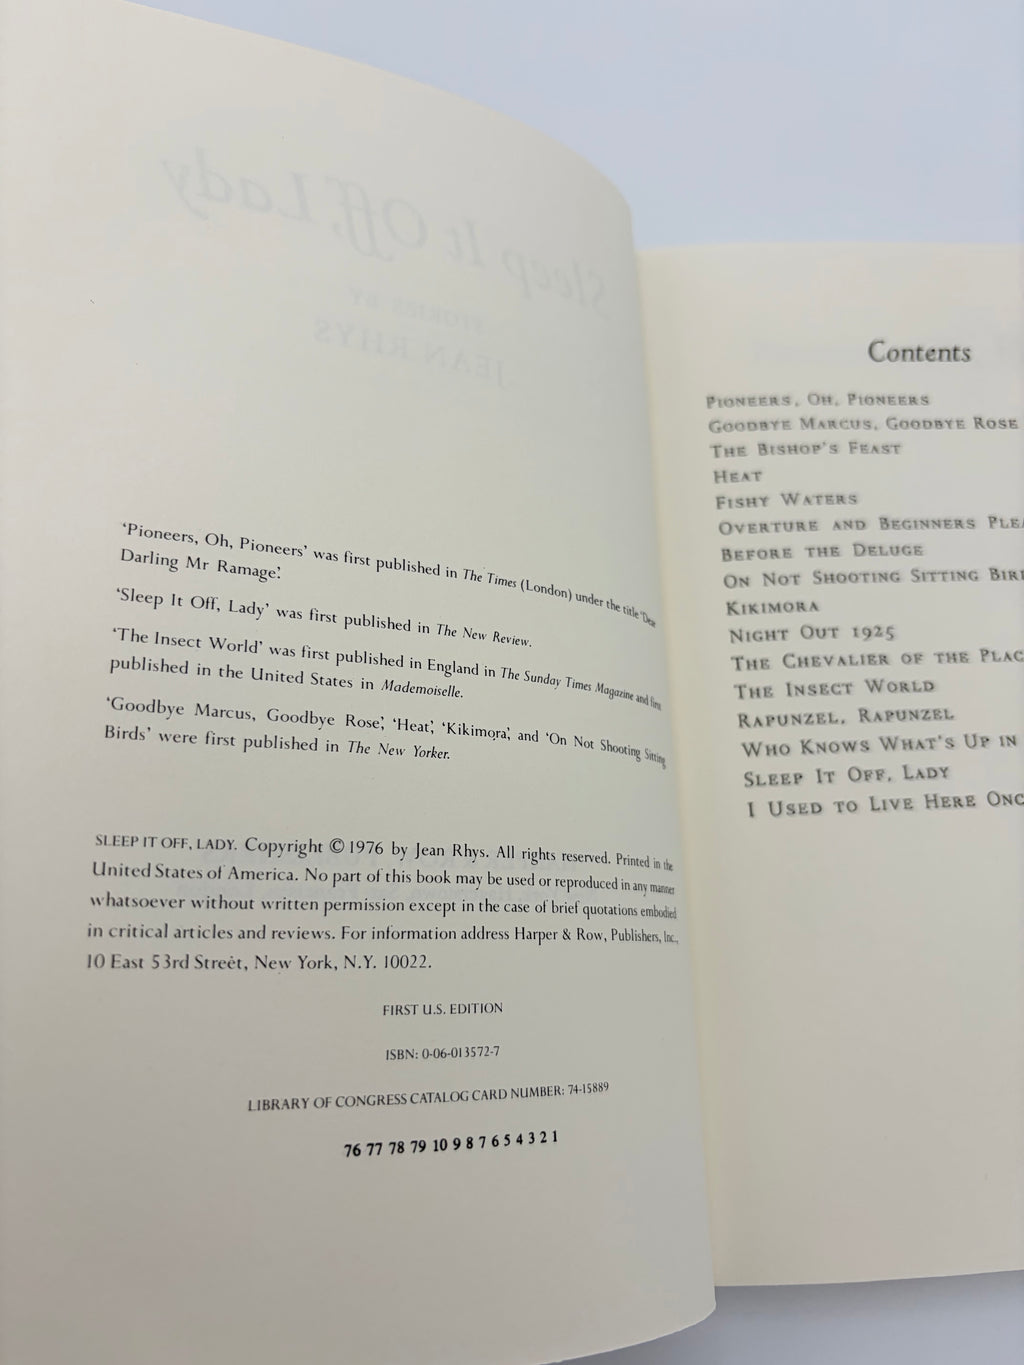 Sleep It Off, Lady
STORIES BY
JEAN RHYS
‘Pioneers, Oh, Pioneers’ was first published in The Times (London) under the title ‘Dear
Darling Mr Ramage’.
‘Sleep It Off, Lady’ was first published in The New Review.
‘The Insect World’ was first published in England in The Sunday Times Magazine and first
published in the United States in Mademoiselle.
‘Goodbye Marcus, Goodbye Rose’, ‘Heat’, ‘Kikimora’, and ‘On Not Shooting Sitting
Birds’ were first published in The New Yorker.
SLEEP IT OFF, LADY. Copyright © 1976 by Jean Rhys. All rights reserved. Printed in the
United States of America. No part of this book may be used or reproduced in any manner
whatsoever without written permission except in the case of brief quotations embodied
in critical articles and reviews. For information address Harper & Row, Publishers, Inc.,
10 East 53rd Street, New York, N.Y. 10022.
FIRST U.S. EDITION
ISBN: 0-06-013572-7
LIBRARY OF CONGRESS CATALOG CARD NUMBER: 74-15889
76 77 78 79 10 9 8 7 6 5 4 3 2 1
Contents
PIONEERS, OH, PIONEERS
GOODBYE MARCUS, GOODBYE ROSE
THE BISHOP'S FEAST
HEAT
FISHY WATERS
OVERTURE AND BEGINNERS
BEFORE THE DELUGE
ON NOT SHOOTING SITTING
KIKIMORA
NIGHT OUT 1925
THE CHEVALIER OF THE
THE INSECT WORLD
RAPUNZEL, RAPUNZEL
WHO KNOWS WHAT'S UP IN
SLEEP IT OFF, LADY
I USED TO LIVE HERE